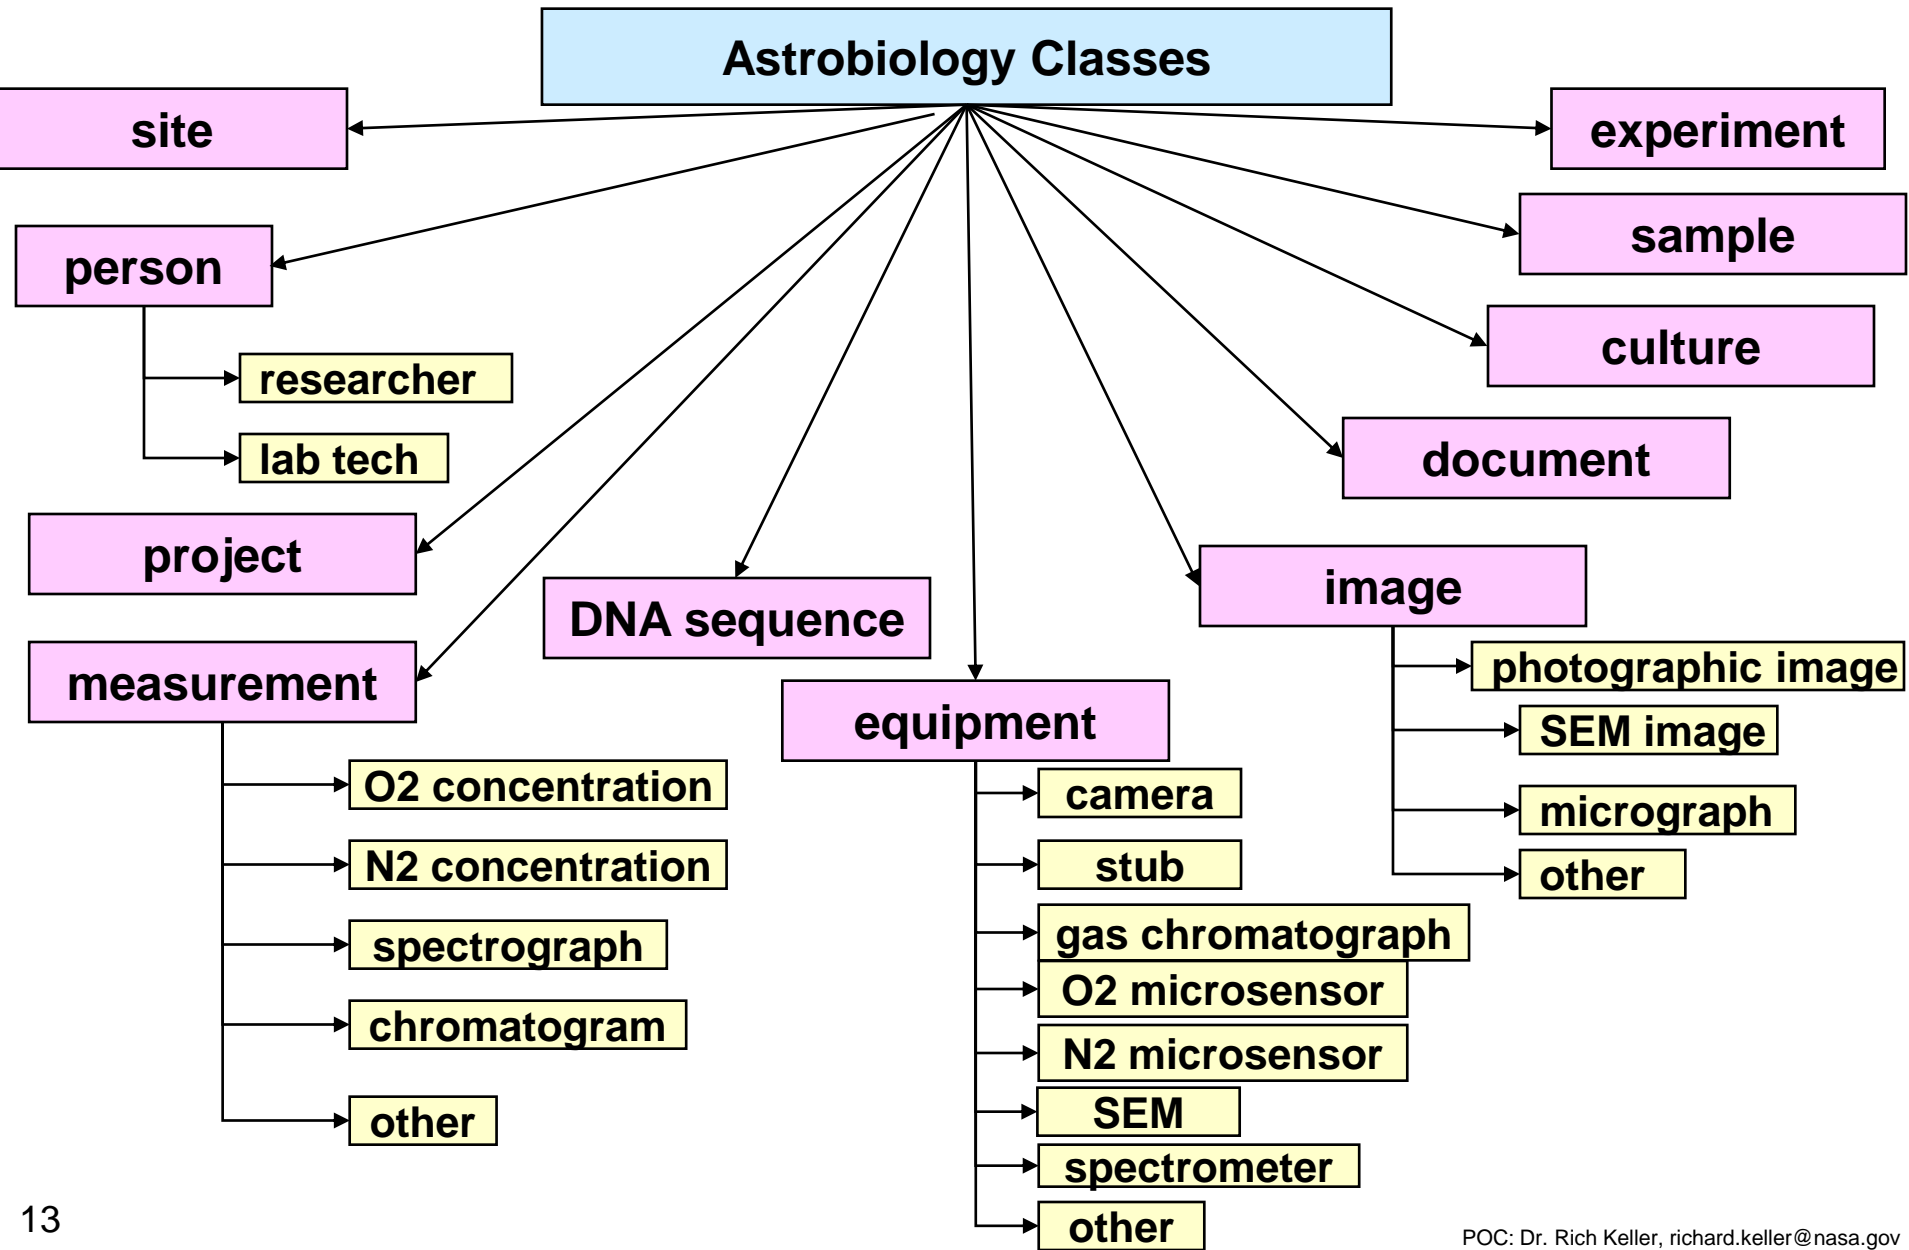 Astrobiology Classes
site
experiment
sample
person
culture
researcher
document
lab tech
project
image
DNA sequence
photographic image
measurement
equipment
SEM image
O2 concentration
camera
micrograph
N2 concentration
stub
other
spectrograph
gas chromatograph
O2 microsensor
chromatogram
N2 microsensor
SEM
other
spectrometer
other
13
POC: Dr. Rich Keller, richard.keller@nasa.gov